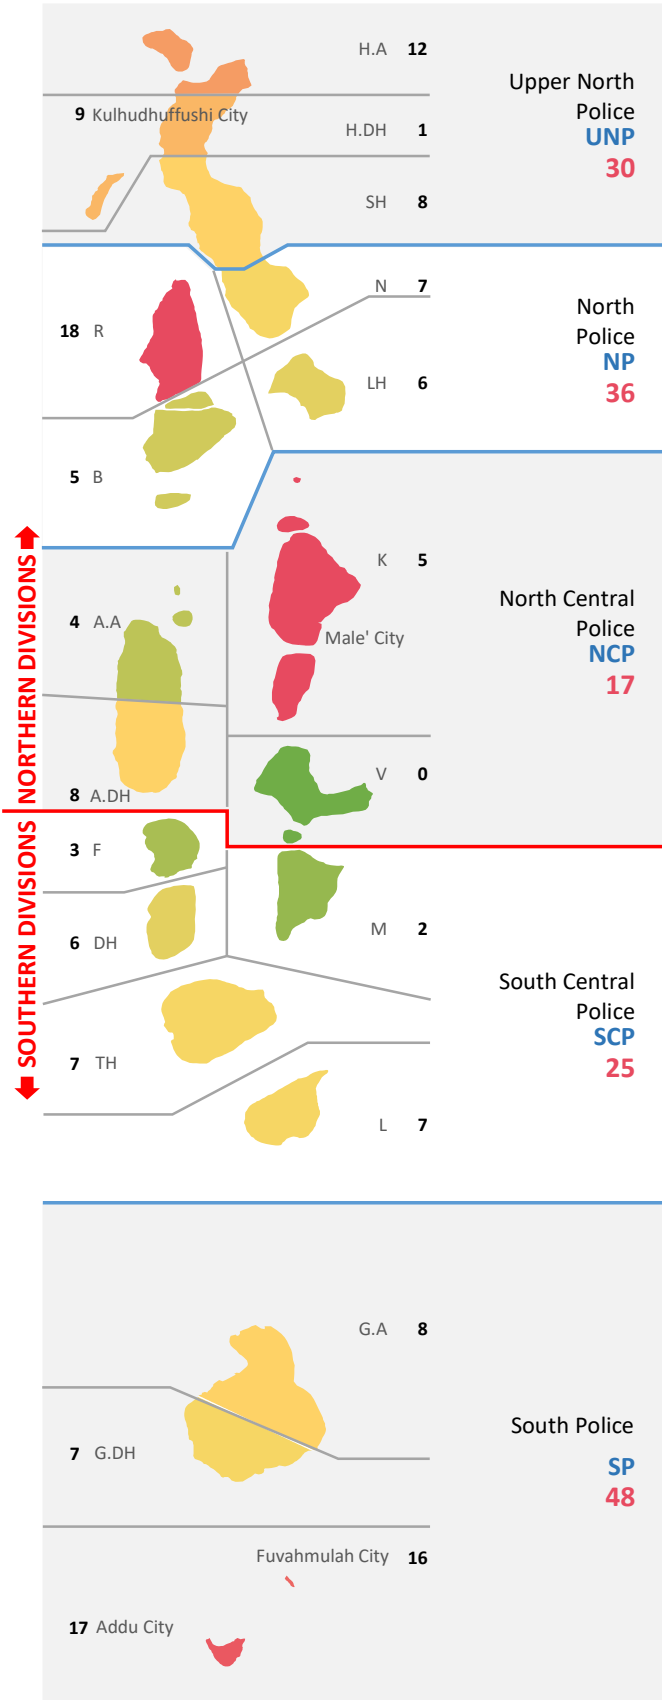 H.A 12
Upper North
Police
UNP
30
9 Kulhudhuffushi City
H.DH 1
SH 8
N 7
North
Police
NP
36
18 R
LH 6
5 B
NORTHERN DIVISIONS
K 5
4 A.A
North Central
Police
NCP
17
Male' City
V 0
8 A.DH
SOUTHERN DIVISIONS
3 F
M 2
6 DH
South Central
Police
SCP
25
7 TH
L 7
G.A 8
South Police
SP
48
7 G.DH
Fuvahmulah City 16
17 Addu City